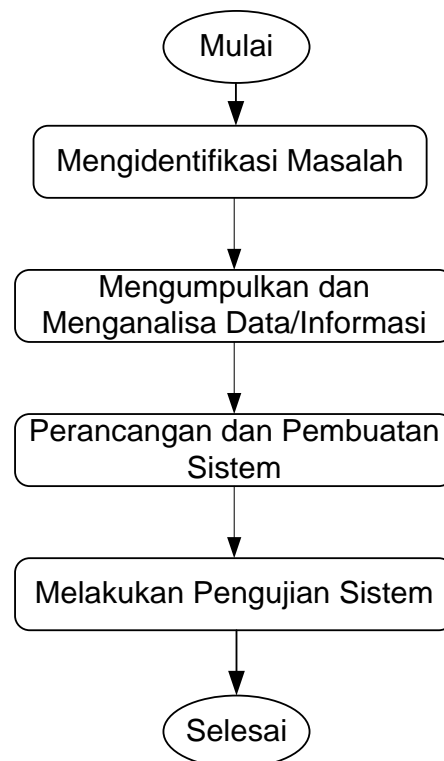 Mulai
Mengidentifikasi Masalah
Mengumpulkan dan
Menganalisa Data/Informasi
Perancangan dan Pembuatan
Sistem
Melakukan Pengujian Sistem
Selesai